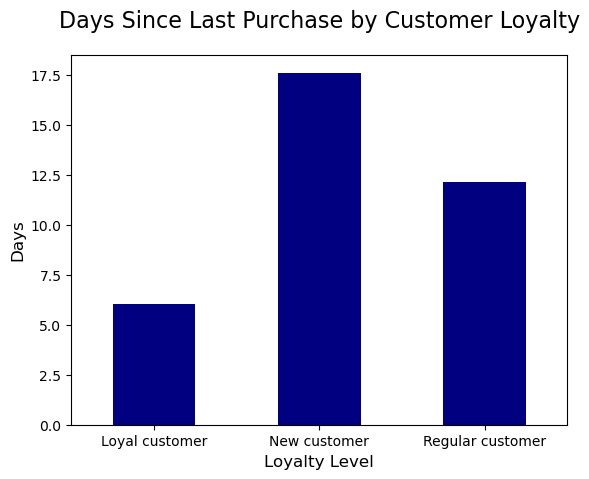 Days Since Last Purchase by Customer Loyalty
17.5
15.0
12.5
10.0
7.5
5.0
2.5
0.0
Days
Loyal customer New customer Regular customer
Loyalty Level